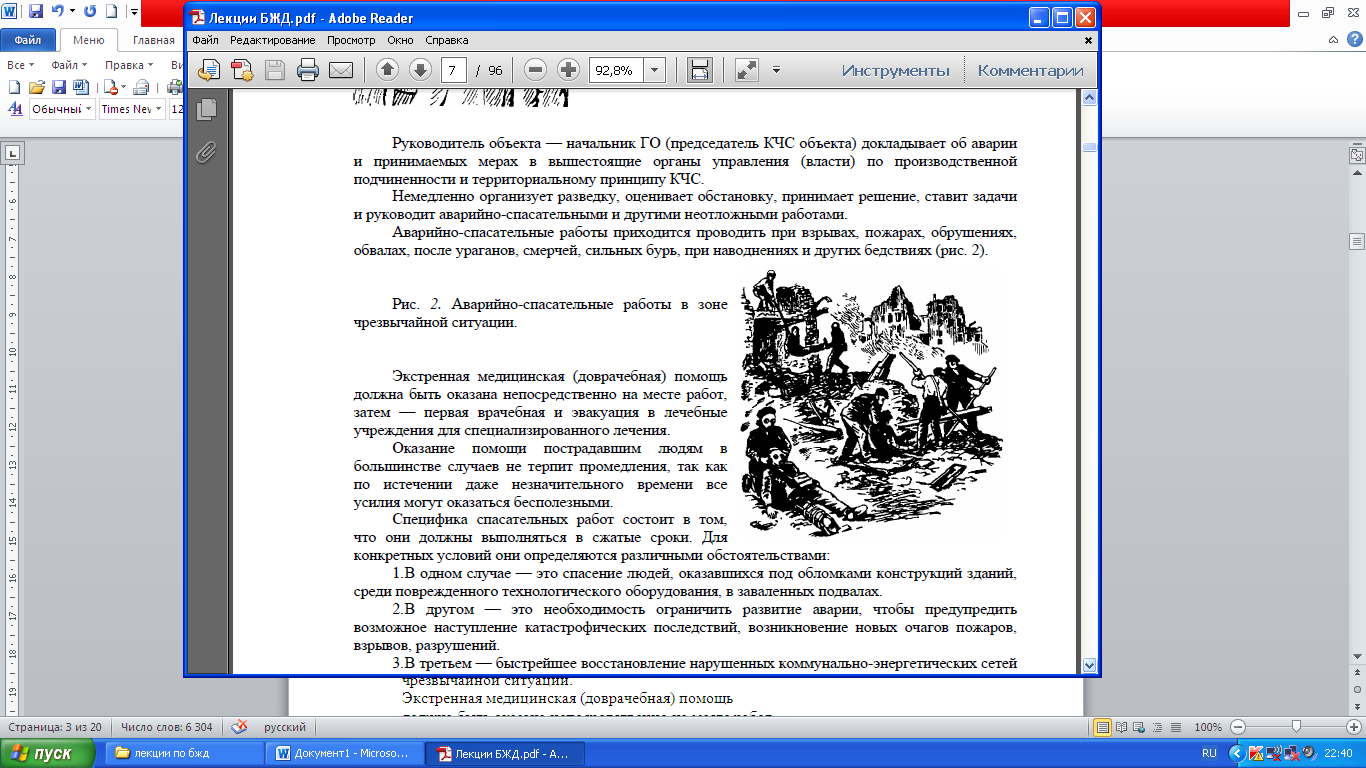 Лекции БЖД.pdf - Adobe Reader
Файл Меню Главная
Все Файл Правка
Обычный Times New 12
Файл Редактирование Просмотр Окно Справка
7 / 96 92,8% Инструменты Комментарии
Руководитель объекта — начальник ГО (председатель КЧС объекта) докладывает об аварии
и принимаемых мерах в вышестоящие органы управления (власти) по производственной
подчиненности и территориальному принципу КЧС.
Немедленно организует разведку, оценивает обстановку, принимает решение, ставит задачи
и руководит аварийно-спасательными и другими неотложными работами.
Аварийно-спасательные работы приходится проводить при взрывах, пожарах, обрушениях,
обвалах, после ураганов, смерчей, сильных бурь, при наводнениях и других бедствиях (рис. 2).
Рис. 2. Аварийно-спасательные работы в зоне
чрезвычайной ситуации.
Экстренная медицинская (доврачебная) помощь
должна быть оказана непосредственно на месте работ,
затем — первая врачебная и эвакуация в лечебные
учреждения для специализированного лечения.
Оказание помощи пострадавшим людям в
большинстве случаев не терпит промедления, так как
по истечении даже незначительного времени все
усилия могут оказаться бесполезными.
Специфика спасательных работ состоит в том,
что они должны выполняться в сжатые сроки. Для
конкретных условий они определяются различными обстоятельствами:
1.В одном случае — это спасение людей, оказавшихся под обломками конструкций зданий,
среди поврежденного технологического оборудования, в заваленных подвалах.
2.В другом — это необходимость ограничить развитие аварии, чтобы предупредить
возможное наступление катастрофических последствий, возникновение новых очагов пожаров,
взрывов, разрушений.
3.В третьем — быстрейшее восстановление нарушенных коммунально-энергетических сетей
чрезвычайной ситуации.
Экстренная медицинская (доврачебная) помощь
Страница: 3 из 20 Число слов: 6 304 русский 100%
пуск лекции по бжд Документ1 - Microso... Лекции БЖД.pdf - A... RU 22:40